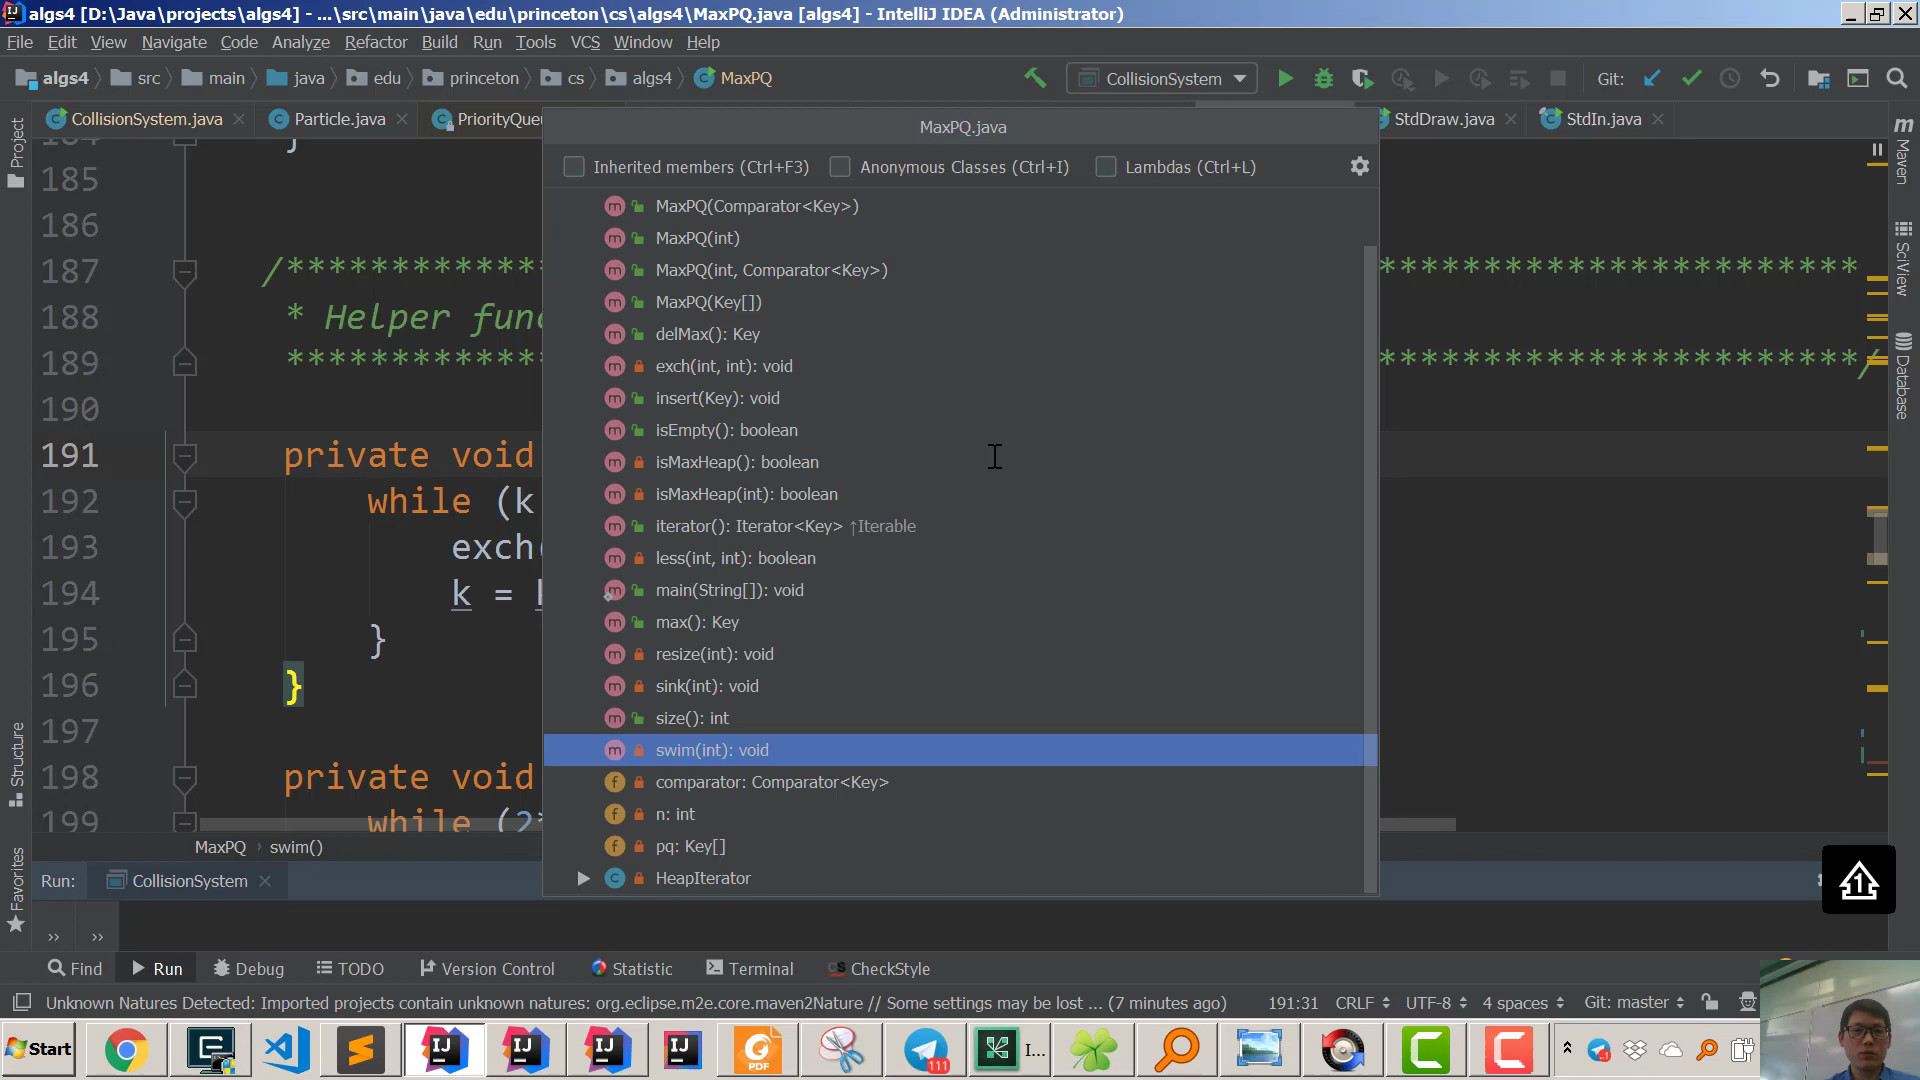 algs4 [D:\Java\projects\algs4] - ...\src\main\java\edu\princeton\cs\algs4\MaxPQ.java [algs4] - IntelliJ IDEA (Administrator)
File Edit View Navigate Code Analyze Refactor Build Run Tools VCS Window Help
algs4 src main java edu princeton cs algs4 MaxPQ CollisionSystem Git:
CollisionSystem.java Particle.java PriorityQueu StdDraw.java StdIn.java
MaxPQ.java
Inherited members (Ctrl+F3) Anonymous Classes (Ctrl+I) Lambdas (Ctrl+L)
MaxPQ(Comparator<Key>)
MaxPQ(int)
MaxPQ(int, Comparator<Key>)
MaxPQ(Key[])
delMax(): Key
exch(int, int): void
insert(Key): void
isEmpty(): boolean
isMaxHeap(): boolean
isMaxHeap(int): boolean
iterator(): Iterator<Key> ↑Iterable
less(int, int): boolean
main(String[]): void
max(): Key
resize(int): void
sink(int): void
size(): int
swim(int): void
comparator: Comparator<Key>
n: int
pq: Key[]
HeapIterator
184 }
185
186
187 /************* ***********************
188 * Helper func
189 ************* ***********************/
190
191 private void
192 while (k
193 exch(
194 k =
195 }
196 }
197
198 private void
199 while (2*
MaxPQ › swim()
Run: CollisionSystem
» »
Find Run Debug TODO Version Control Statistic Terminal CheckStyle
Unknown Natures Detected: Imported projects contain unknown natures: org.eclipse.m2e.core.maven2Nature // Some settings may be lost ... (7 minutes ago) 191:31 CRLF UTF-8 4 spaces Git: master
Start PDF 111 I...
Project
Structure
Favorites
Maven
SciView
Database